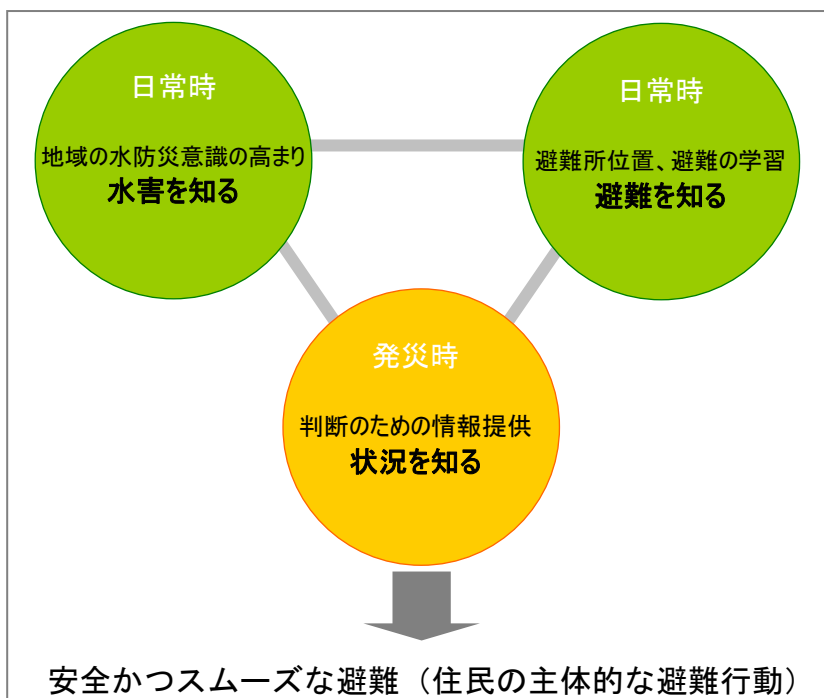 日常時
地域の水防災意識の高まり
水害を知る
日常時
避難所位置、避難の学習
避難を知る
発災時
判断のための情報提供
状況を知る
安全かつスムーズな避難（住民の主体的な避難行動）